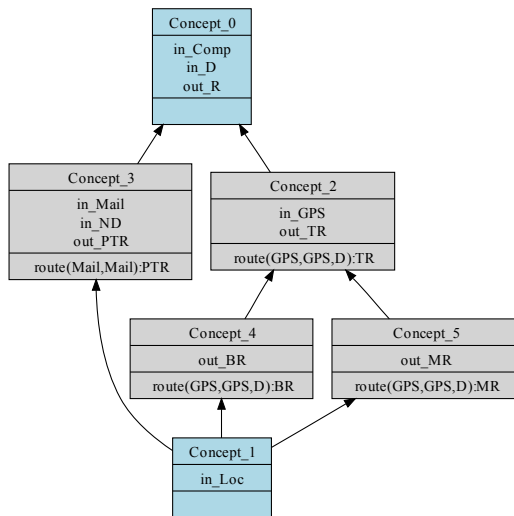 Concept_0
in_Comp
in_D
out_R
Concept_3
in_Mail
in_ND
out_PTR
route(Mail,Mail):PTR
Concept_2
in_GPS
out_TR
route(GPS,GPS,D):TR
Concept_4
out_BR
route(GPS,GPS,D):BR
Concept_5
out_MR
route(GPS,GPS,D):MR
Concept_1
in_Loc